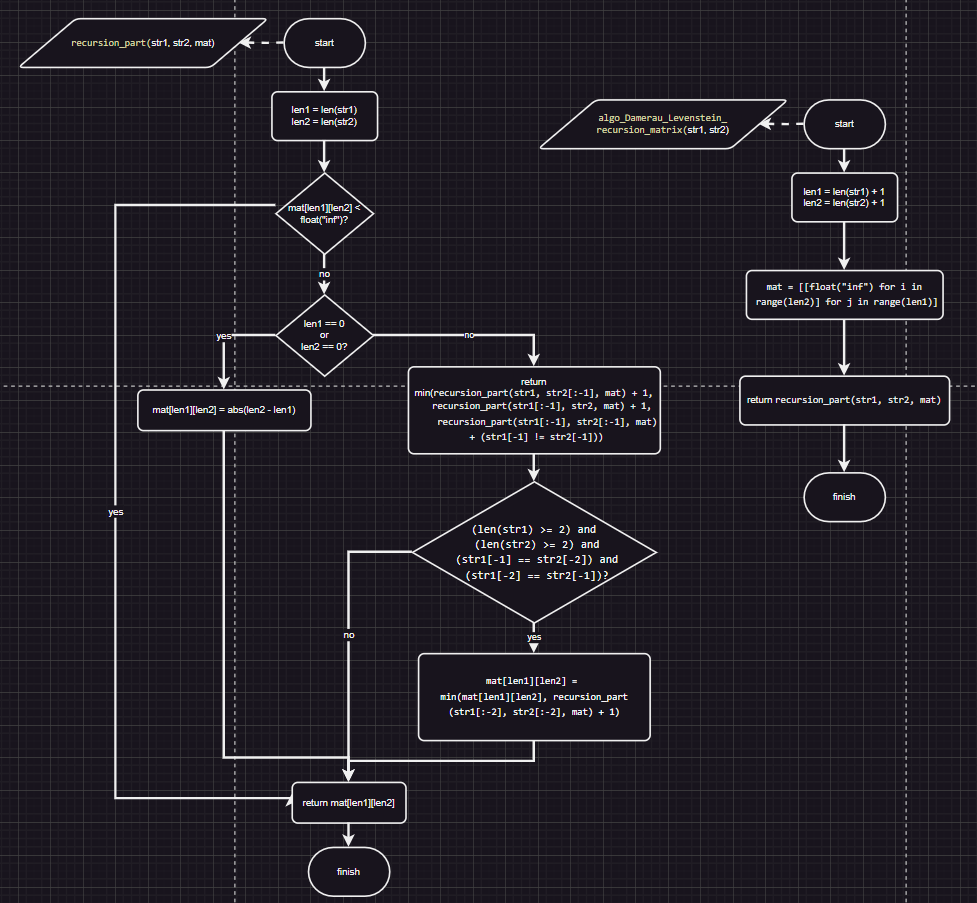 recursion_part(str1, str2, mat)
start
len1 = len(str1)
len2 = len(str2)
mat[len1][len2] <
float("inf")?
no
len1 == 0
or
len2 == 0?
yes
no
mat[len1][len2] = abs(len2 - len1)
return
min(recursion_part(str1, str2[:-1], mat) + 1,
recursion_part(str1[:-1], str2, mat) + 1,
recursion_part(str1[:-1], str2[:-1], mat)
+ (str1[-1] != str2[-1]))
yes
(len(str1) >= 2) and
(len(str2) >= 2) and
(str1[-1] == str2[-2]) and
(str1[-2] == str2[-1])?
no
yes
mat[len1][len2] =
min(mat[len1][len2], recursion_part
(str1[:-2], str2[:-2], mat) + 1)
return mat[len1][len2]
finish
algo_Damerau_Levenstein_
recursion_matrix(str1, str2)
start
len1 = len(str1) + 1
len2 = len(str2) + 1
mat = [[float("inf") for i in
range(len2)] for j in range(len1)]
return recursion_part(str1, str2, mat)
finish